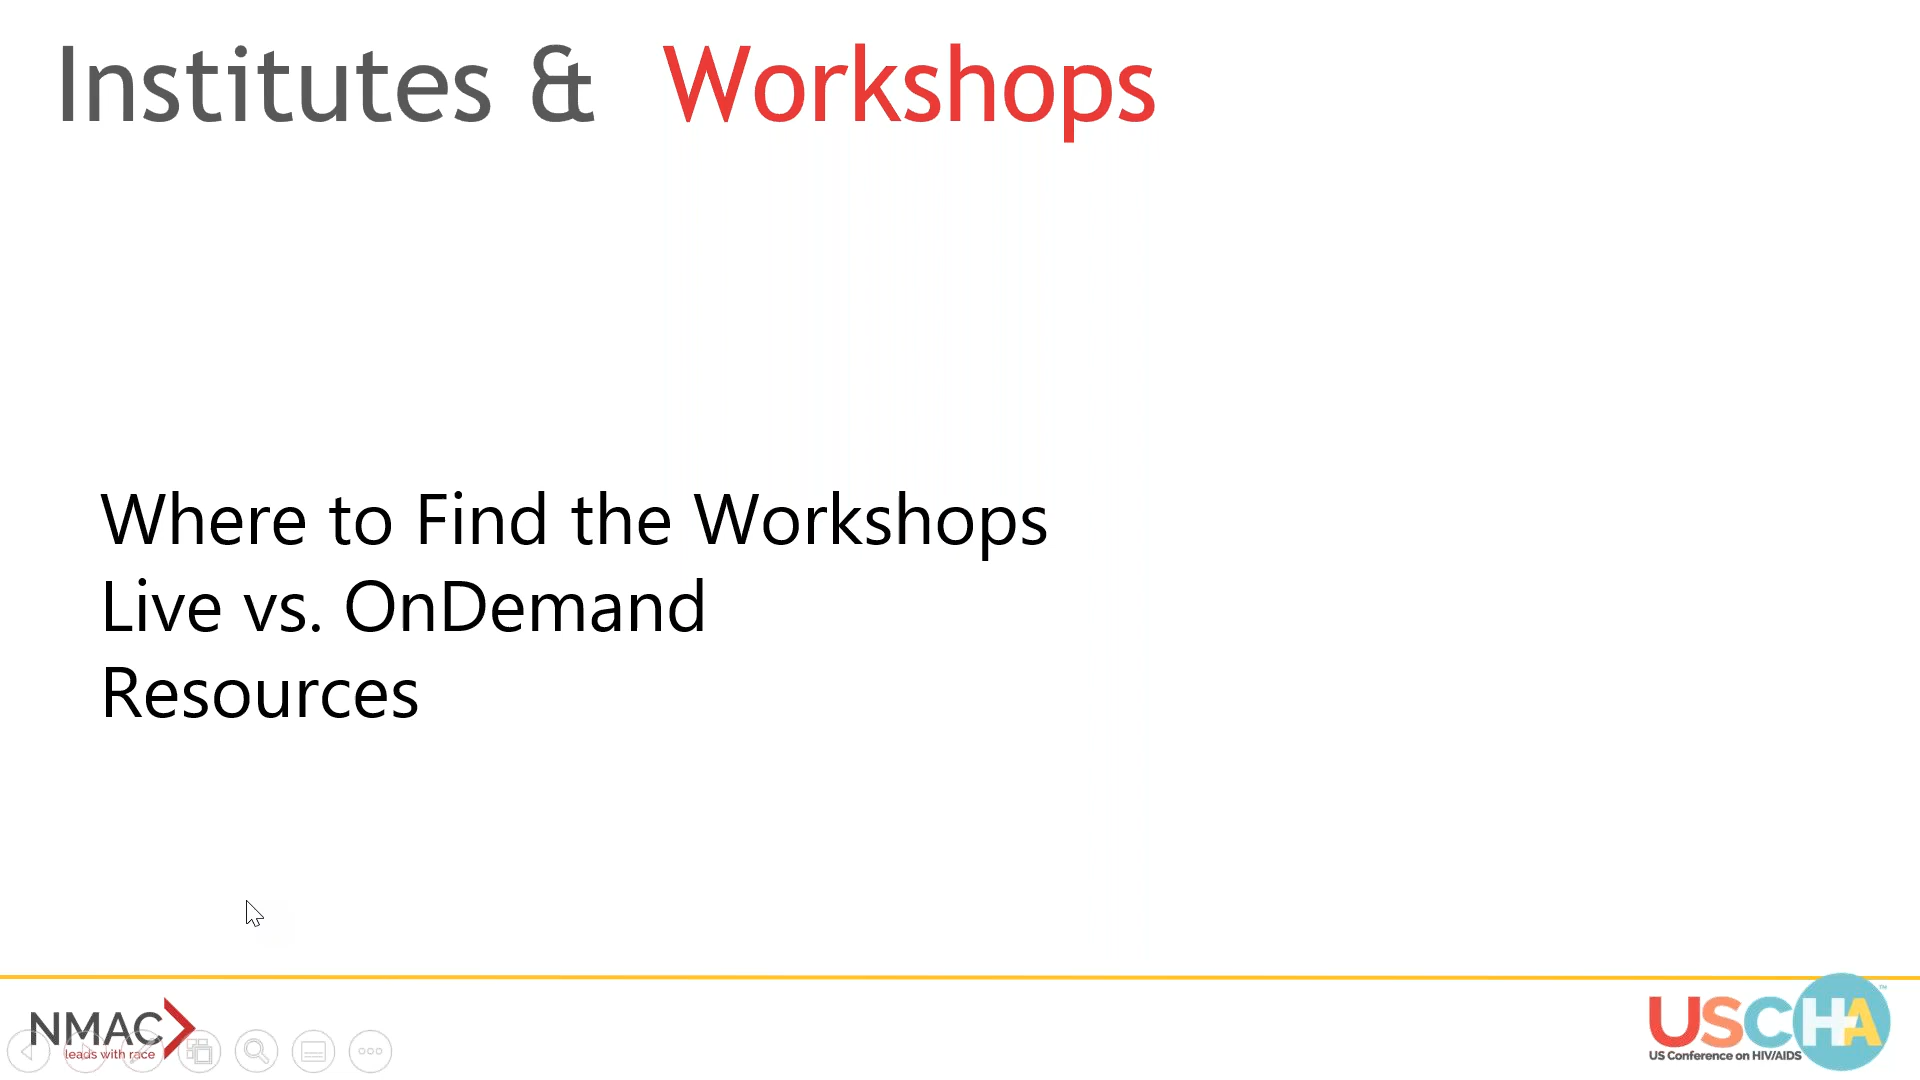 Institutes & Workshops
Where to Find the Workshops
Live vs. OnDemand
Resources
NMAC
leads with race
USCHA
™
US Conference on HIV/AIDS